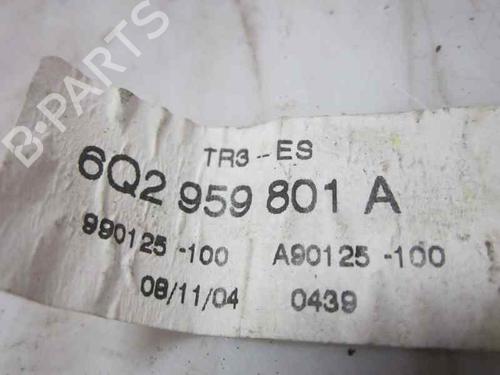 B-PARTS
TR3--ES
6Q2 959 801 A
990125-100 A90125-100
08/11/04 0439